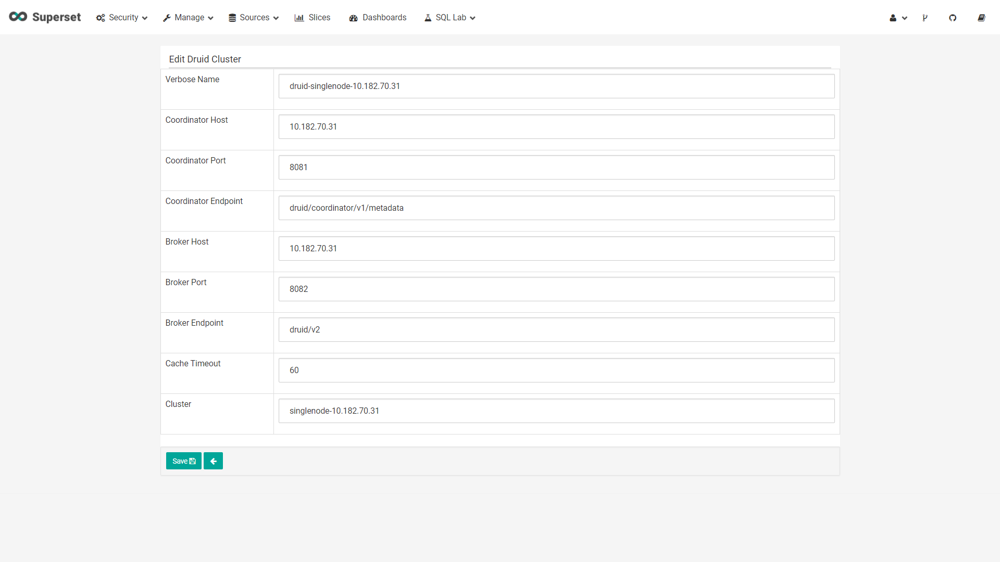 Superset Security Manage Sources Slices Dashboards SQL Lab
Edit Druid Cluster
Verbose Name druid-singlenode-10.182.70.31
Coordinator Host 10.182.70.31
Coordinator Port 8081
Coordinator Endpoint druid/coordinator/v1/metadata
Broker Host 10.182.70.31
Broker Port 8082
Broker Endpoint druid/v2
Cache Timeout 60
Cluster singlenode-10.182.70.31
Save